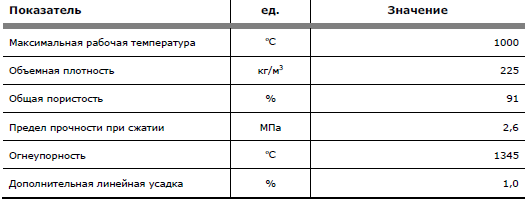 Показатель ед. Значение
Максимальная рабочая температура °С 1000
Объемная плотность кг/м³ 225
Общая пористость % 91
Предел прочности при сжатии МПа 2,6
Огнеупорность °С 1345
Дополнительная линейная усадка % 1,0